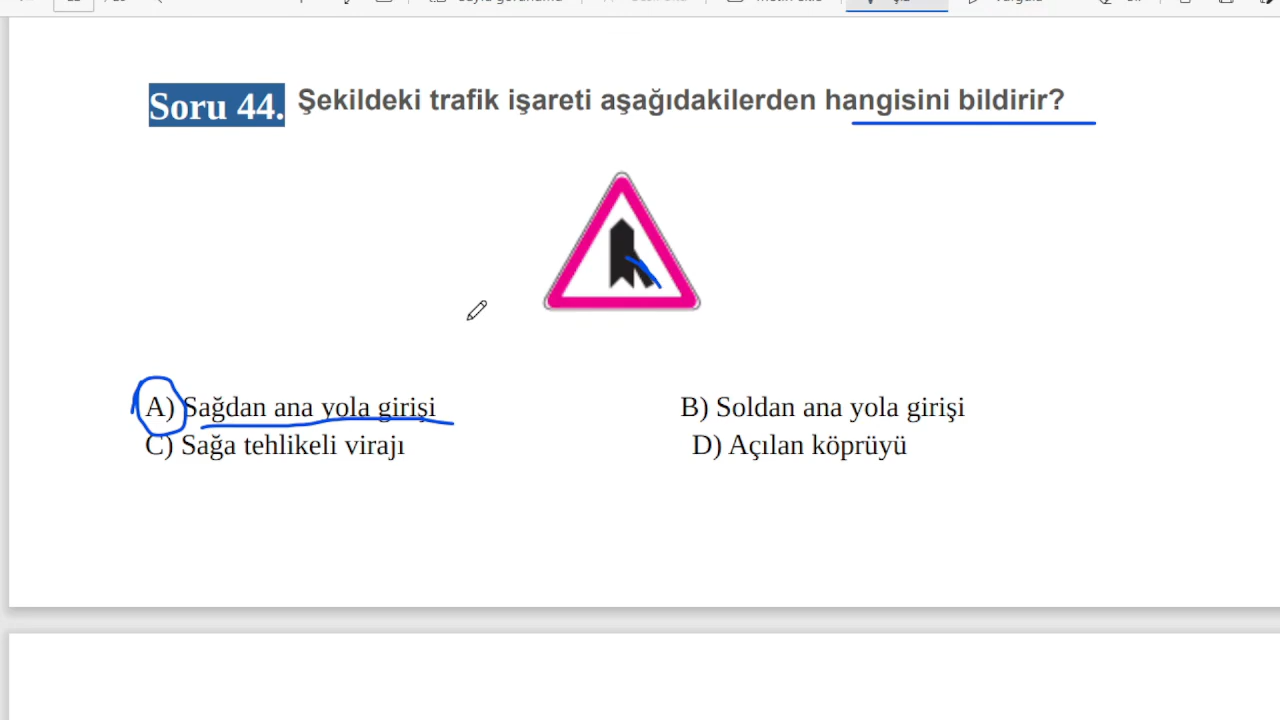 Soru 44. Şekildeki trafik işareti aşağıdakilerden hangisini bildirir?
A) Sağdan ana yola girişi B) Soldan ana yola girişi
C) Sağa tehlikeli virajı D) Açılan köprüyü